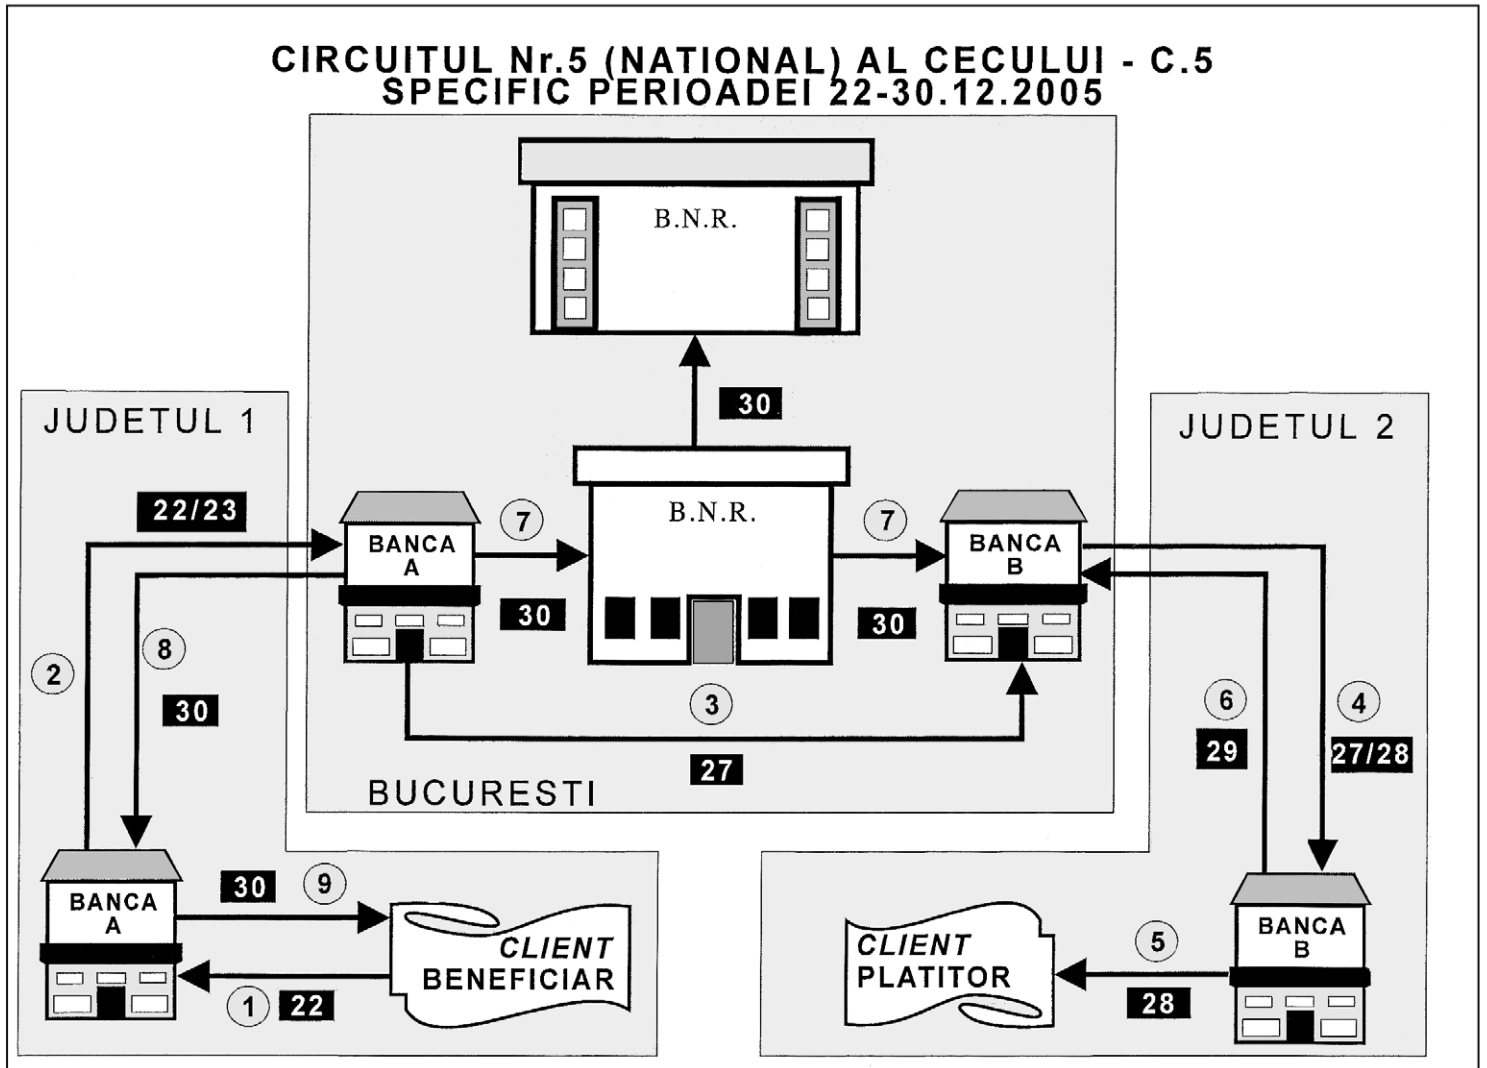 CIRCUITUL Nr.5 (NATIONAL) AL CECULUI - C.5
SPECIFIC PERIOADEI 22-30.12.2005
B.N.R.
30
JUDETUL 1
JUDETUL 2
22/23
7
B.N.R.
7
BANCA
A
BANCA
B
30
30
8
2
30
3
6
4
29
27/28
27
BUCURESTI
30
9
BANCA
A
CLIENT
BENEFICIAR
1
22
CLIENT
PLATITOR
5
28
BANCA
B